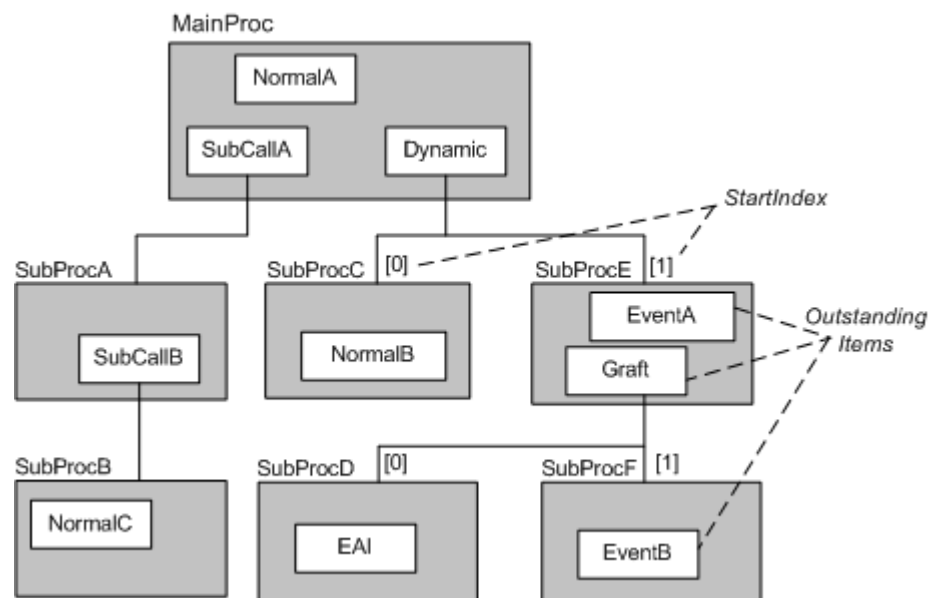 MainProc
NormalA
SubCallA
Dynamic
StartIndex
SubProcA
SubProcC
[0]
SubProcE
[1]
EventA
Outstanding
Items
SubCallB
NormalB
Graft
SubProcB
SubProcD
[0]
SubProcF
[1]
NormalC
EAI
EventB